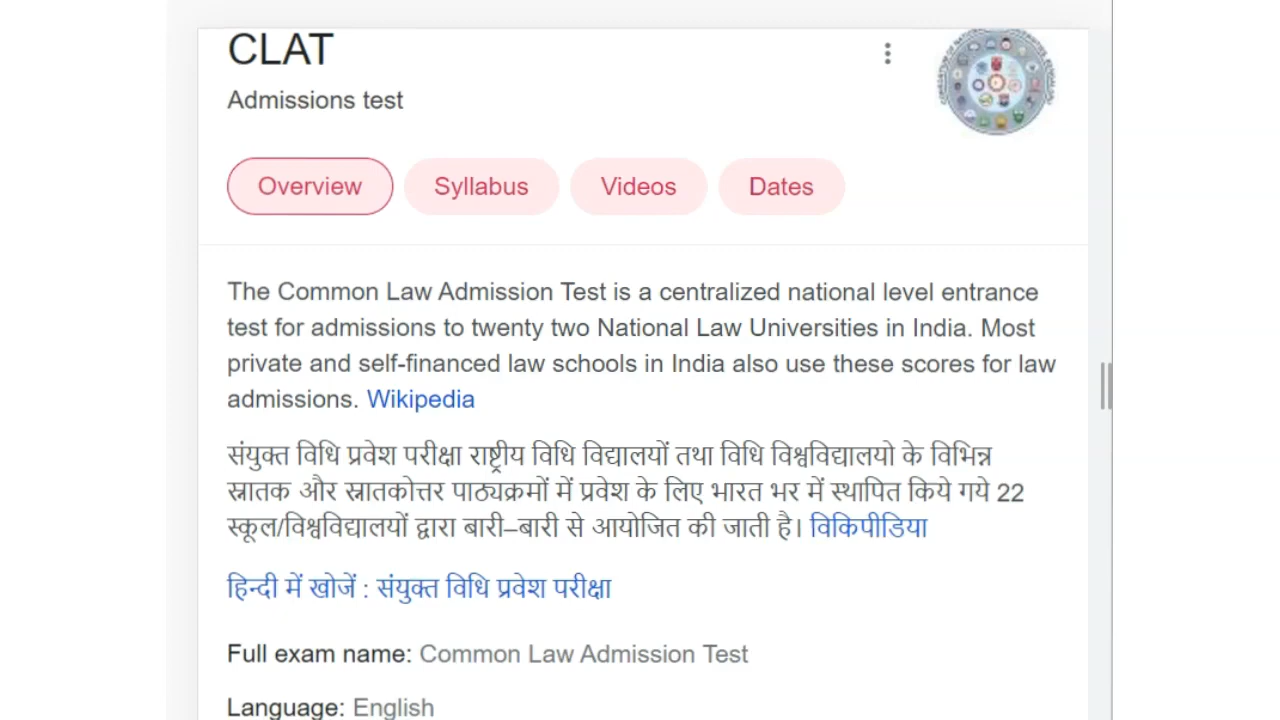 CLAT
Admissions test
Overview
Syllabus
Videos
Dates
The Common Law Admission Test is a centralized national level entrance
test for admissions to twenty two National Law Universities in India. Most
private and self-financed law schools in India also use these scores for law
admissions. Wikipedia
संयुक्त विधि प्रवेश परीक्षा राष्ट्रीय विधि विद्यालयों तथा विधि विश्वविद्यालयो के विभिन्न
स्नातक और स्नातकोत्तर पाठ्यक्रमों में प्रवेश के लिए भारत भर में स्थापित किये गये 22
स्कूल/विश्वविद्यालयों द्वारा बारी–बारी से आयोजित की जाती है। विकिपीडिया
हिन्दी में खोजें : संयुक्त विधि प्रवेश परीक्षा
Full exam name: Common Law Admission Test
Language: English